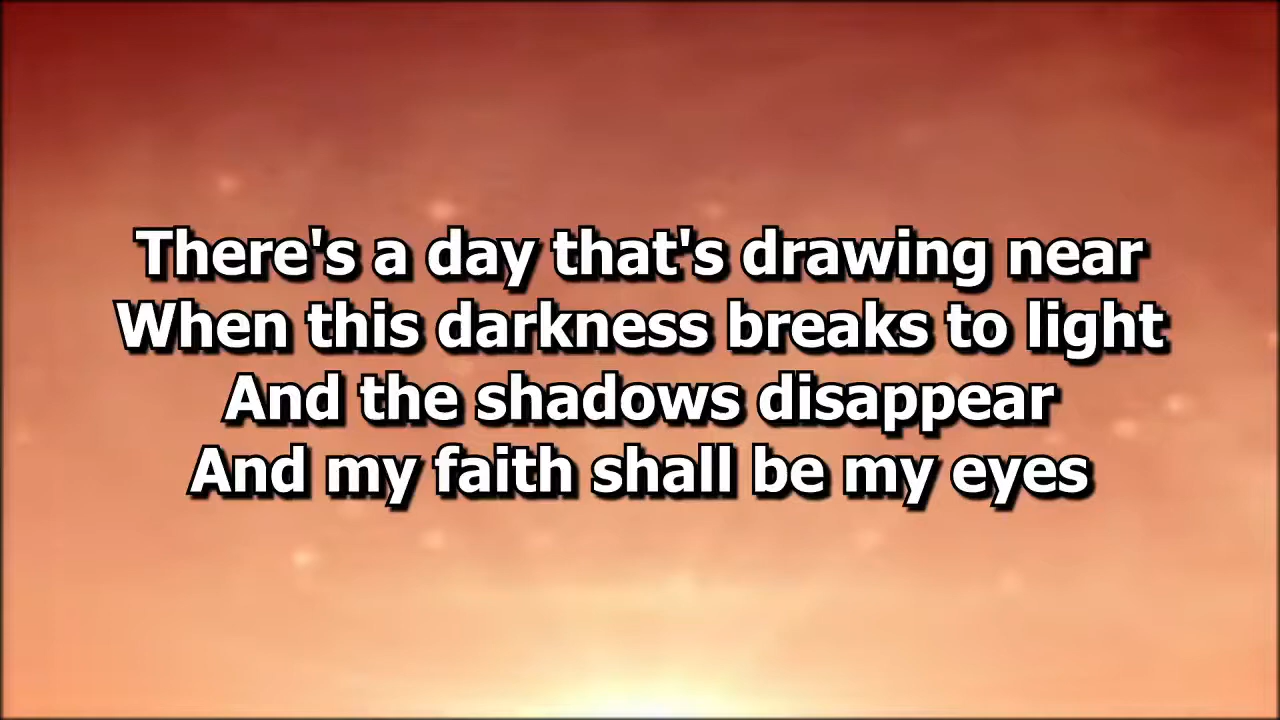 There's a day that's drawing near
When this darkness breaks to light
And the shadows disappear
And my faith shall be my eyes